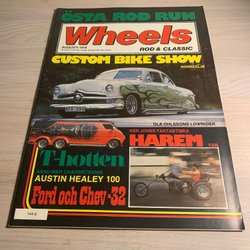 ÖSTA ROD RUN
Wheels
ROD & CLASSIC
CUSTOM BIKE SHOW
NORRTÄLJE
OLA OHLSSONS LOWRIDER
KEN JONES FANTASTISKA
HAREM
VAN
T-hotten
AUSTIN HEALEY 100
Ford och Chev -32